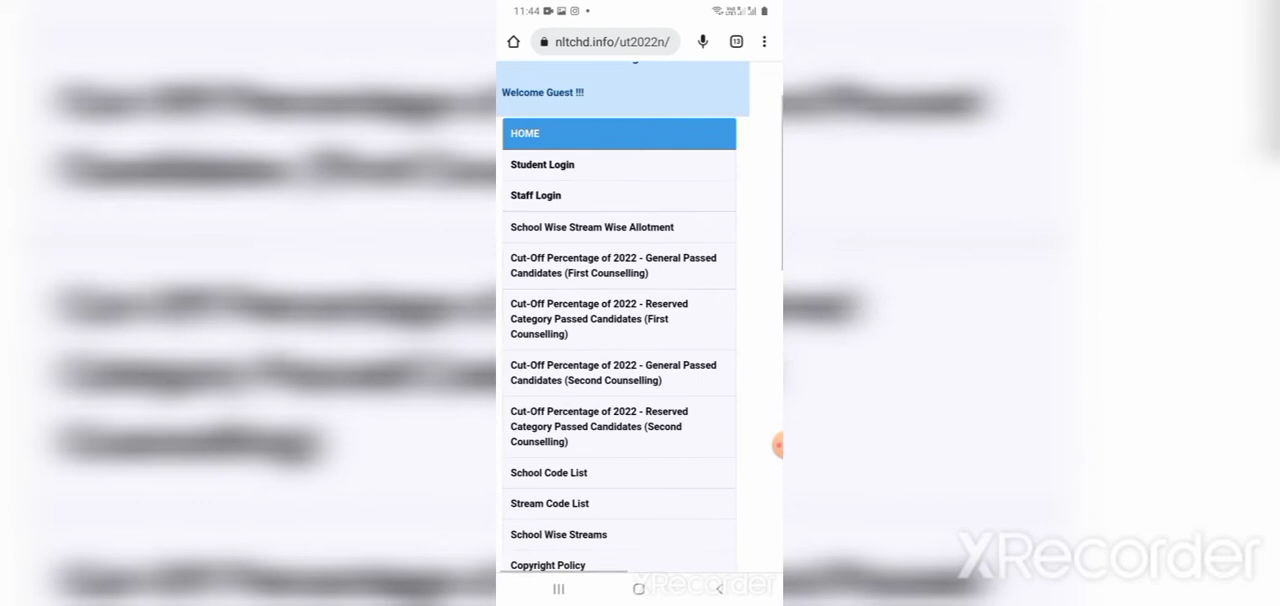 11:44
nltchd.info/ut2022n/
13
Welcome Guest !!!
HOME
Student Login
Staff Login
School Wise Stream Wise Allotment
Cut-Off Percentage of 2022 - General Passed
Candidates (First Counselling)
Cut-Off Percentage of 2022 - Reserved
Category Passed Candidates (First
Counselling)
Cut-Off Percentage of 2022 - General Passed
Candidates (Second Counselling)
Cut-Off Percentage of 2022 - Reserved
Category Passed Candidates (Second
Counselling)
School Code List
Stream Code List
School Wise Streams
Copyright Policy
XRecorder
XRecorder